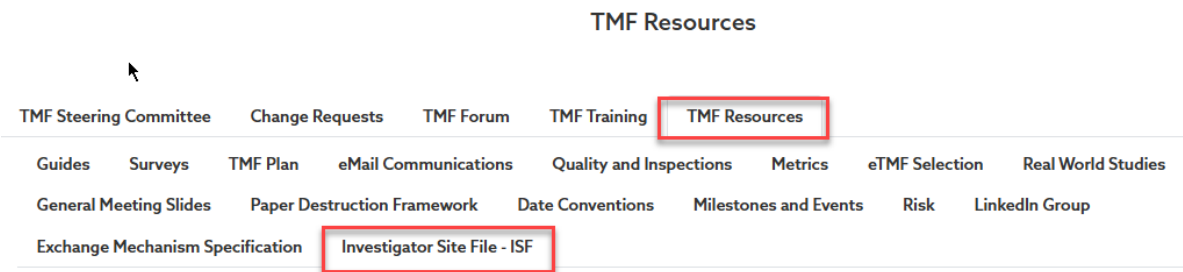 TMF Resources
TMF Steering Committee Change Requests TMF Forum TMF Training TMF Resources
Guides Surveys TMF Plan eMail Communications Quality and Inspections Metrics eTMF Selection Real World Studies
General Meeting Slides Paper Destruction Framework Date Conventions Milestones and Events Risk LinkedIn Group
Exchange Mechanism Specification Investigator Site File - ISF